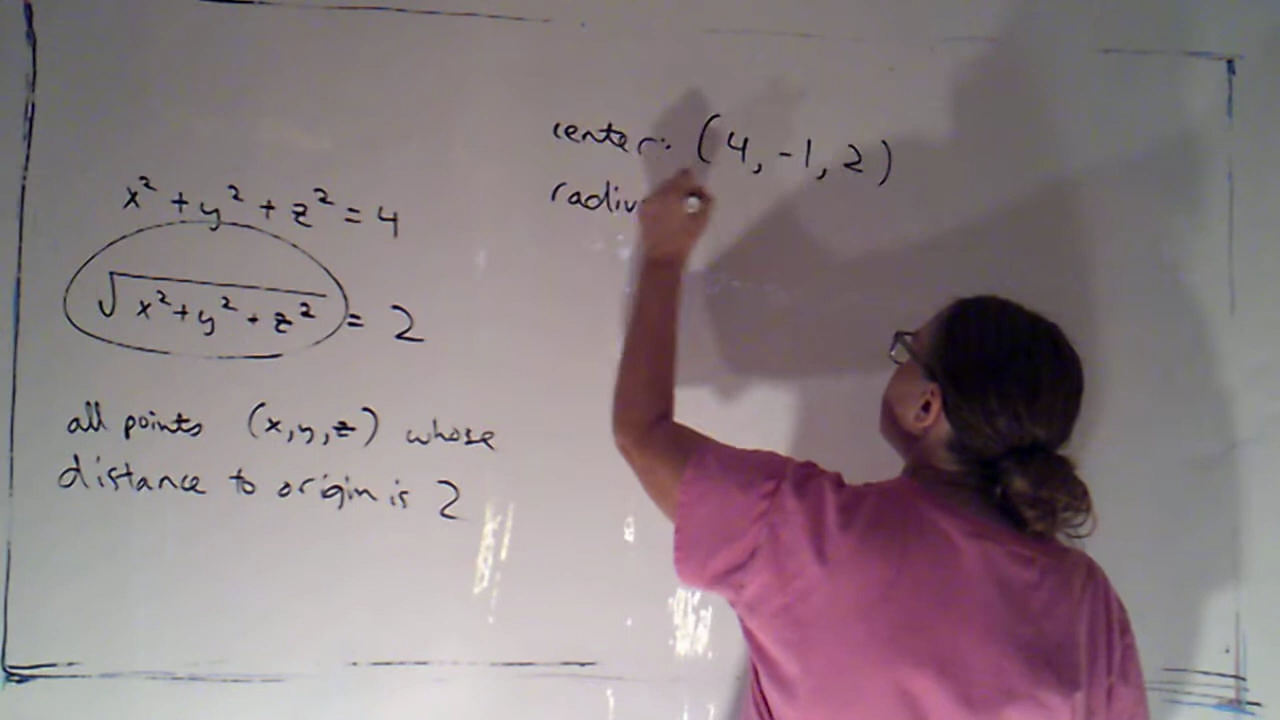 x² + y² + z² = 4
√x² + y² + z² = 2
all points (x, y, z) whose
distance to origin is 2
center: (4, -1, 2)
radiu